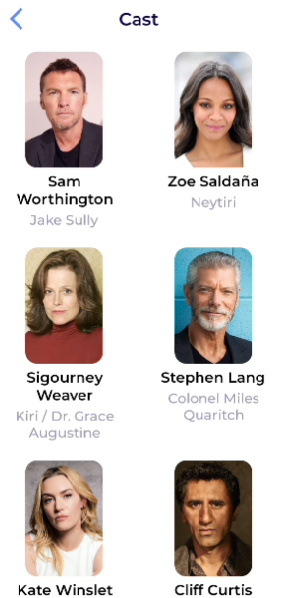 Cast
Sam
Worthington
Jake Sully
Zoe Saldaña
Neytiri
Sigourney
Weaver
Kiri / Dr. Grace
Augustine
Stephen Lang
Colonel Miles
Quaritch
Kate Winslet
Cliff Curtis